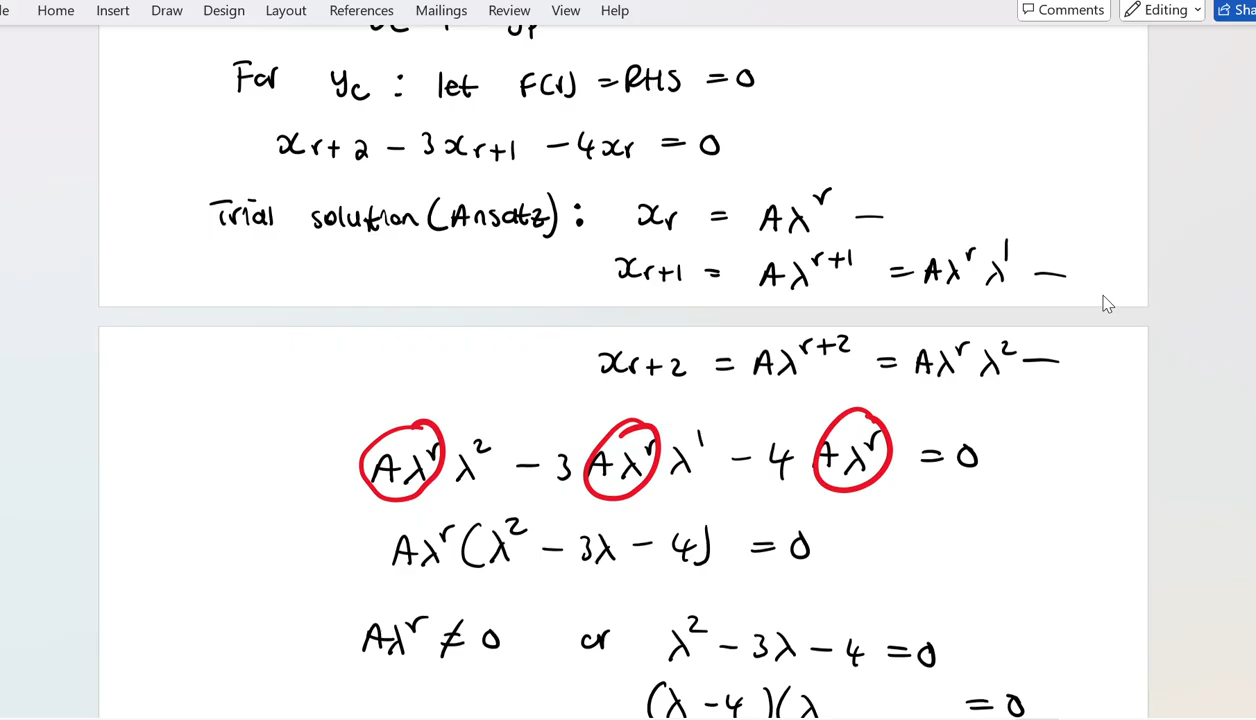 Home Insert Draw Design Layout References Mailings Review View Help Comments Editing
For y_c : let F(r) = RHS = 0
x_{r+2} - 3x_{r+1} - 4x_r = 0
Trial solution (Ansatz) : x_r = Aλ^r —
x_{r+1} = Aλ^{r+1} = Aλ^r λ^1 —
x_{r+2} = Aλ^{r+2} = Aλ^r λ^2 —
Aλ^r λ^2 - 3 Aλ^r λ^1 - 4 Aλ^r = 0
Aλ^r (λ^2 - 3λ - 4) = 0
Aλ^r ≠ 0 or λ^2 - 3λ - 4 = 0
(λ - 4)(λ = 0